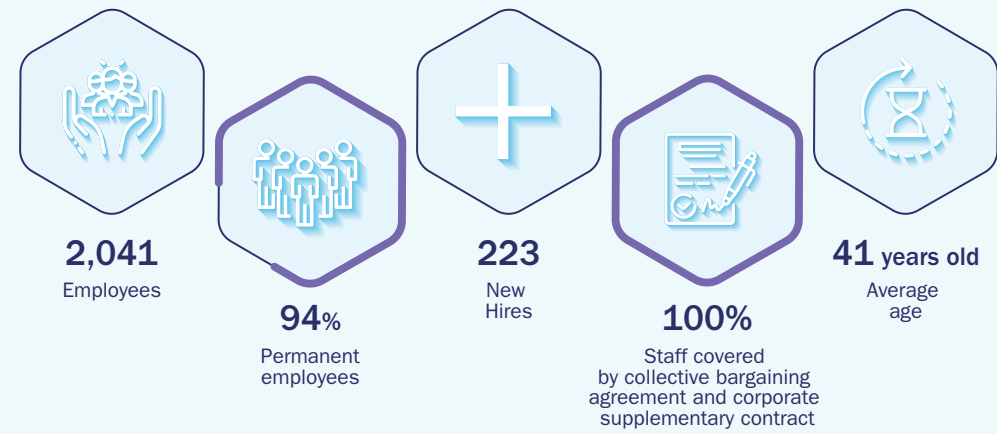 2,041
Employees
94%
Permanent
employees
223
New
Hires
100%
Staff covered
by collective bargaining
agreement and corporate
supplementary contract
41 years old
Average
age